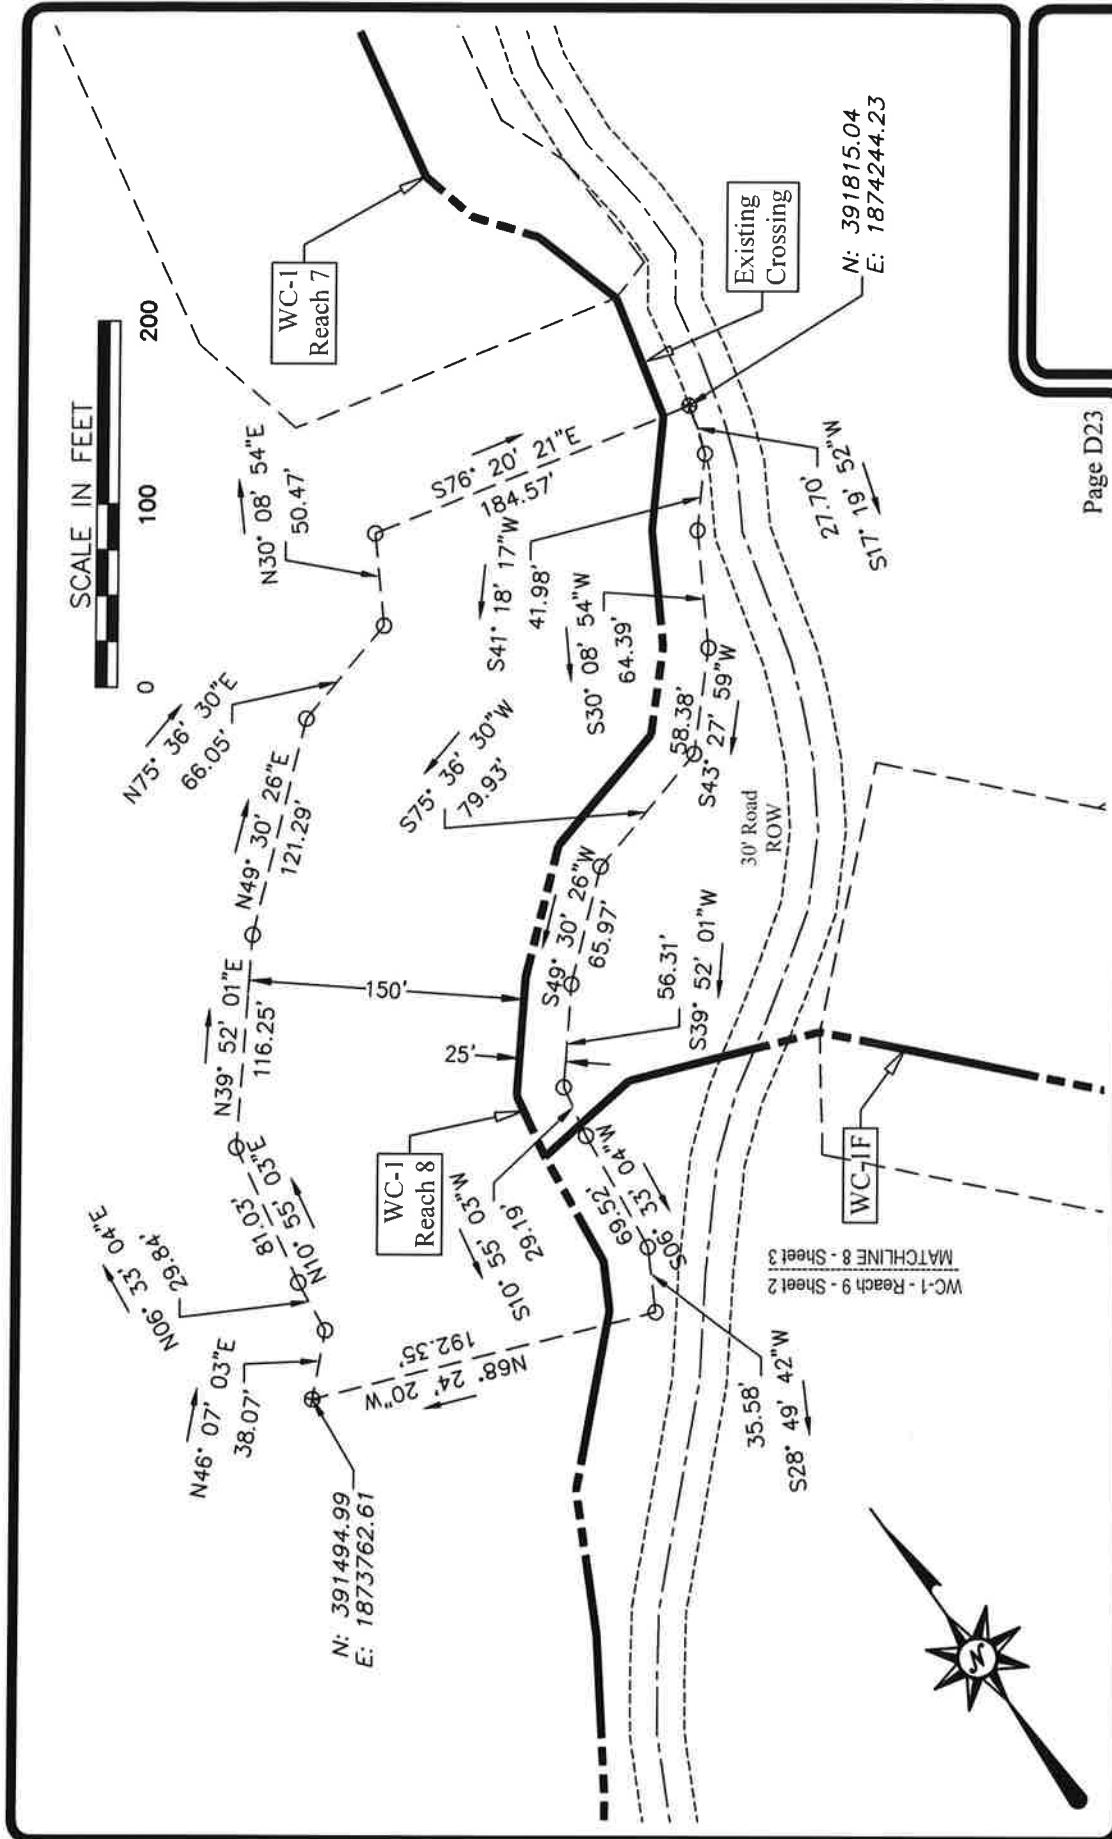 SCALE IN FEET
0
100
200
WC-1
Reach 7
N30° 08' 54"E
50.47'
S76° 20' 21"E
184.57'
N75° 36' 30"E
66.05'
N49° 30' 26"E
121.29'
N39° 52' 01"E
116.25'
N10° 55' 03"E
81.03'
N06° 33' 04"E
29.84'
N46° 07' 03"E
38.07'
N: 391494.99
E: 1873762.61
N68° 24' 20"W
192.35'
150'
25'
WC-1
Reach 8
S41° 18' 17"W
41.98'
S30° 08' 54"W
64.39'
S75° 36' 30"W
79.93'
58.38'
S43° 27' 59"W
S49° 30' 26"W
65.97'
56.31'
S39° 52' 01"W
S10° 55' 03"W
29.19'
69.52'
S06° 33' 04"W
35.58'
S28° 49' 42"W
27.70'
S17° 19' 52"W
Existing
Crossing
N: 391815.04
E: 1874244.23
30' Road
ROW
WC-1F
WC-1 - Reach 9 - Sheet 2
MATCHLINE 8 - Sheet 3
N
Page D23